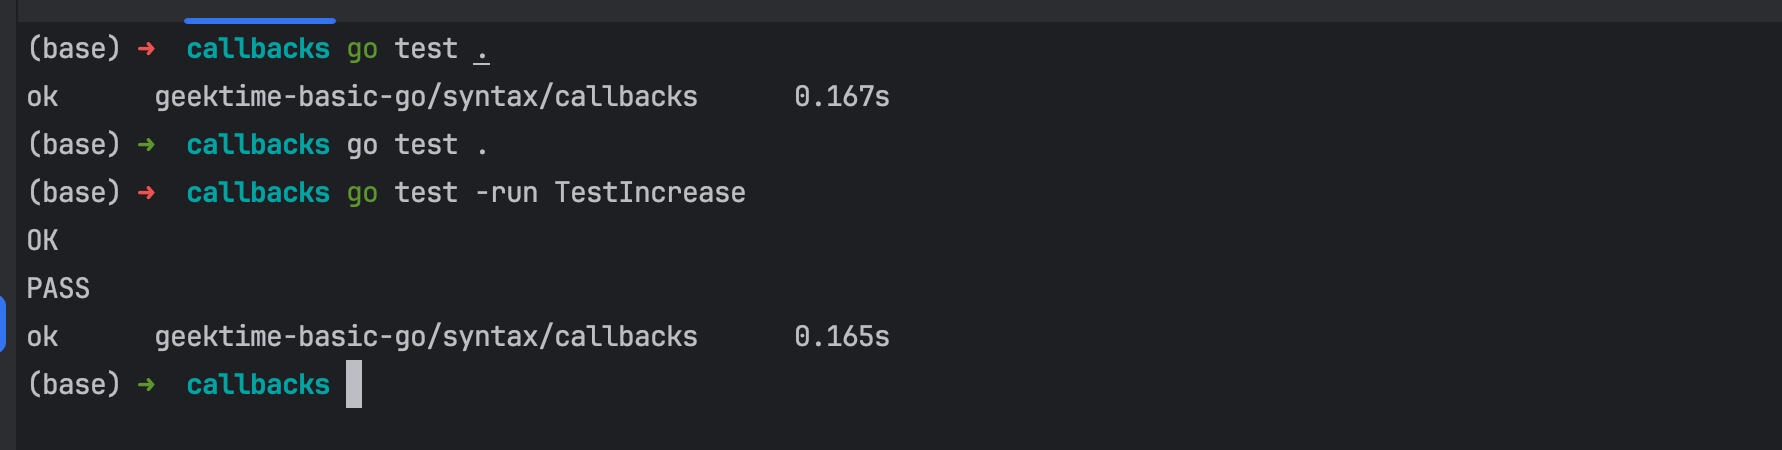 (base) ➜  callbacks go test .
ok      geektime-basic-go/syntax/callbacks      0.167s
(base) ➜  callbacks go test .
(base) ➜  callbacks go test -run TestIncrease
OK
PASS
ok      geektime-basic-go/syntax/callbacks      0.165s
(base) ➜  callbacks